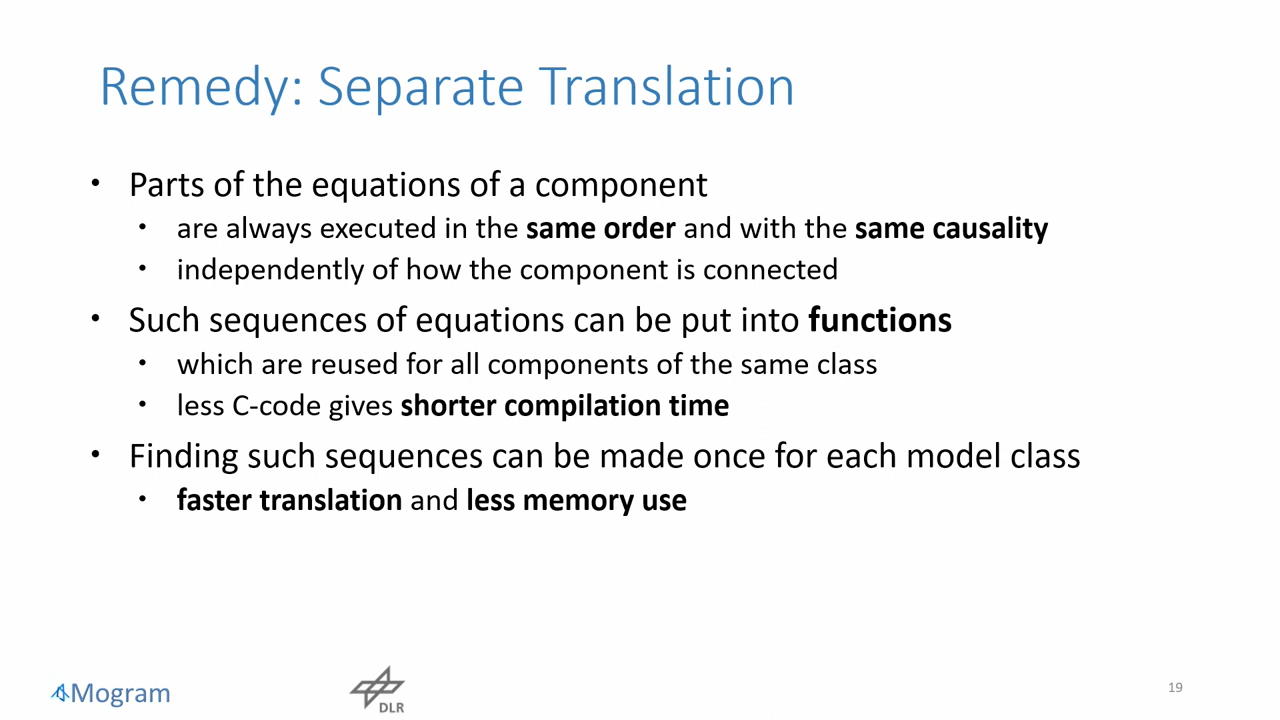 Remedy: Separate Translation
• Parts of the equations of a component
• are always executed in the same order and with the same causality
• independently of how the component is connected
• Such sequences of equations can be put into functions
• which are reused for all components of the same class
• less C-code gives shorter compilation time
• Finding such sequences can be made once for each model class
• faster translation and less memory use
Mogram
DLR
19